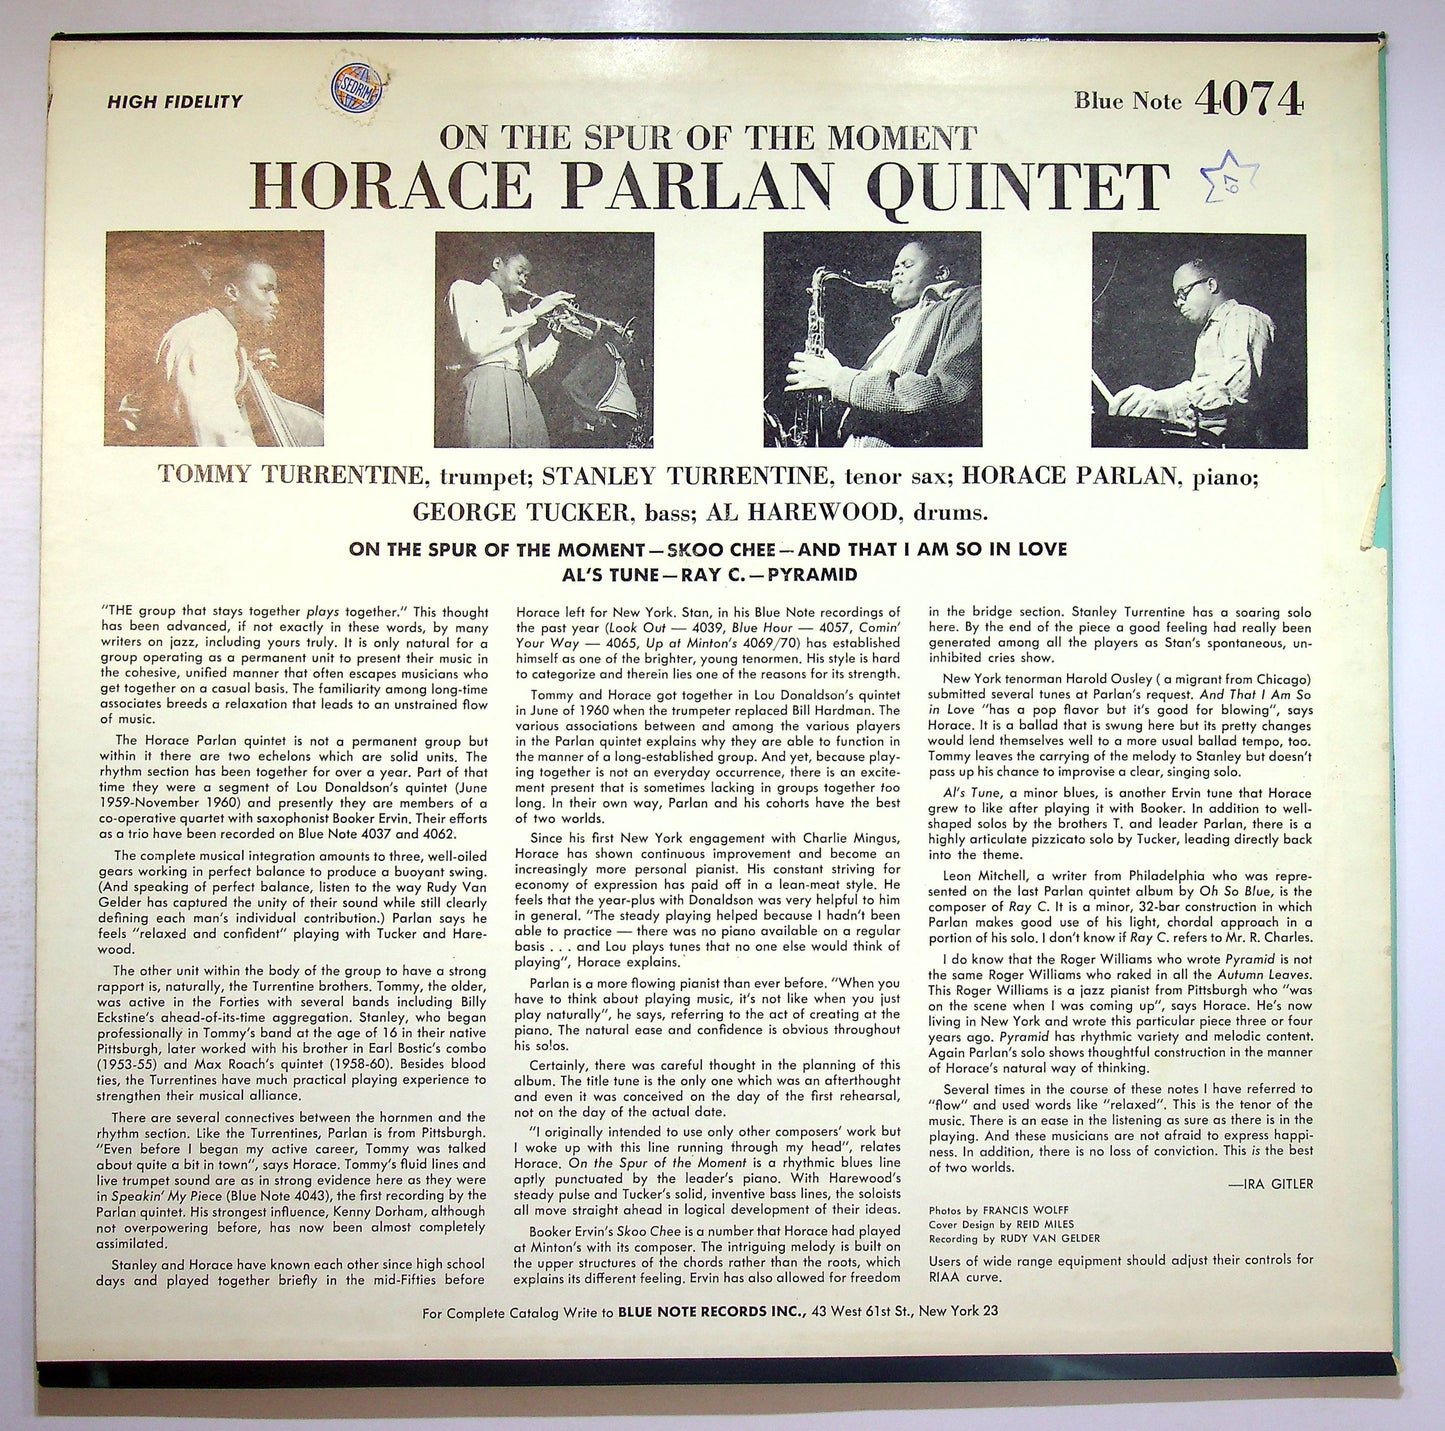 HIGH FIDELITY
SEDRIM
Blue Note 4074
ON THE SPUR OF THE MOMENT
HORACE PARLAN QUINTET
67
TOMMY TURRENTINE, trumpet; STANLEY TURRENTINE, tenor sax; HORACE PARLAN, piano;
GEORGE TUCKER, bass; AL HAREWOOD, drums.
ON THE SPUR OF THE MOMENT—SKOO CHEE—AND THAT I AM SO IN LOVE
AL'S TUNE—RAY C.—PYRAMID
"THE group that stays together plays together." This thought
has been advanced, if not exactly in these words, by many
writers on jazz, including yours truly. It is only natural for a
group operating as a permanent unit to present their music in
the cohesive, unified manner that often escapes musicians who
get together on a casual basis. The familiarity among long-time
associates breeds a relaxation that leads to an unstrained flow
of music.
The Horace Parlan quintet is not a permanent group but
within it there are two echelons which are solid units. The
rhythm section has been together for over a year. Part of that
time they were a segment of Lou Donaldson's quintet (June
1959-November 1960) and presently they are members of a
co-operative quartet with saxophonist Booker Ervin. Their efforts
as a trio have been recorded on Blue Note 4037 and 4062.
The complete musical integration amounts to three, well-oiled
gears working in perfect balance to produce a buoyant swing.
(And speaking of perfect balance, listen to the way Rudy Van
Gelder has captured the unity of their sound while still clearly
defining each man's individual contribution.) Parlan says he
feels "relaxed and confident" playing with Tucker and Hare-
wood.
The other unit within the body of the group to have a strong
rapport is, naturally, the Turrentine brothers. Tommy, the older,
was active in the Forties with several bands including Billy
Eckstine's ahead-of-its-time aggregation. Stanley, who began
professionally in Tommy's band at the age of 16 in their native
Pittsburgh, later worked with his brother in Earl Bostic's combo
(1953-55) and Max Roach's quintet (1958-60). Besides blood
ties, the Turrentines have much practical playing experience to
strengthen their musical alliance.
There are several connectives between the hornmen and the
rhythm section. Like the Turrentines, Parlan is from Pittsburgh.
"Even before I began my active career, Tommy was talked
about quite a bit in town", says Horace. Tommy's fluid lines and
live trumpet sound are as in strong evidence here as they were
in Speakin' My Piece (Blue Note 4043), the first recording by the
Parlan quintet. His strongest influence, Kenny Dorham, although
not overpowering before, has now been almost completely
assimilated.
Stanley and Horace have known each other since high school
days and played together briefly in the mid-Fifties before
Horace left for New York. Stan, in his Blue Note recordings of
the past year (Look Out — 4039, Blue Hour — 4057, Comin'
Your Way — 4065, Up at Minton's 4069/70) has established
himself as one of the brighter, young tenormen. His style is hard
to categorize and therein lies one of the reasons for its strength.
Tommy and Horace got together in Lou Donaldson's quintet
in June of 1960 when the trumpeter replaced Bill Hardman. The
various associations between and among the various players
in the Parlan quintet explains why they are able to function in
the manner of a long-established group. And yet, because play-
ing together is not an everyday occurrence, there is an excite-
ment present that is sometimes lacking in groups together too
long. In their own way, Parlan and his cohorts have the best
of two worlds.
Since his first New York engagement with Charlie Mingus,
Horace has shown continuous improvement and become an
increasingly more personal pianist. His constant striving for
economy of expression has paid off in a lean-meat style. He
feels that the year-plus with Donaldson was very helpful to him
in general. "The steady playing helped because I hadn't been
able to practice — there was no piano available on a regular
basis . . . and Lou plays tunes that no one else would think of
playing", Horace explains.
Parlan is a more flowing pianist than ever before. "When you
have to think about playing music, it's not like when you just
play naturally", he says, referring to the act of creating at the
piano. The natural ease and confidence is obvious throughout
his solos.
Certainly, there was careful thought in the planning of this
album. The title tune is the only one which was an afterthought
and even it was conceived on the day of the first rehearsal,
not on the day of the actual date.
"I originally intended to use only other composers' work but
I woke up with this line running through my head", relates
Horace. On the Spur of the Moment is a rhythmic blues line
aptly punctuated by the leader's piano. With Harewood's
steady pulse and Tucker's solid, inventive bass lines, the soloists
all move straight ahead in logical development of their ideas.
Booker Ervin's Skoo Chee is a number that Horace had played
at Minton's with its composer. The intriguing melody is built on
the upper structures of the chords rather than the roots, which
explains its different feeling. Ervin has also allowed for freedom
in the bridge section. Stanley Turrentine has a soaring solo
here. By the end of the piece a good feeling had really been
generated among all the players as Stan's spontaneous, un-
inhibited cries show.
New York tenorman Harold Ousley ( a migrant from Chicago)
submitted several tunes at Parlan's request. And That I Am So
in Love "has a pop flavor but it's good for blowing", says
Horace. It is a ballad that is swung here but its pretty changes
would lend themselves well to a more usual ballad tempo, too.
Tommy leaves the carrying of the melody to Stanley but doesn't
pass up his chance to improvise a clear, singing solo.
Al's Tune, a minor blues, is another Ervin tune that Horace
grew to like after playing it with Booker. In addition to well-
shaped solos by the brothers T. and leader Parlan, there is a
highly articulate pizzicato solo by Tucker, leading directly back
into the theme.
Leon Mitchell, a writer from Philadelphia who was repre-
sented on the last Parlan quintet album by Oh So Blue, is the
composer of Ray C. It is a minor, 32-bar construction in which
Parlan makes good use of his light, chordal approach in a
portion of his solo. I don't know if Ray C. refers to Mr. R. Charles.
I do know that the Roger Williams who wrote Pyramid is not
the same Roger Williams who raked in all the Autumn Leaves.
This Roger Williams is a jazz pianist from Pittsburgh who "was
on the scene when I was coming up", says Horace. He's now
living in New York and wrote this particular piece three or four
years ago. Pyramid has rhythmic variety and melodic content.
Again Parlan's solo shows thoughtful construction in the manner
of Horace's natural way of thinking.
Several times in the course of these notes I have referred to
"flow" and used words like "relaxed". This is the tenor of the
music. There is an ease in the listening as sure as there is in the
playing. And these musicians are not afraid to express happi-
ness. In addition, there is no loss of conviction. This is the best
of two worlds.
—IRA GITLER
Photos by FRANCIS WOLFF
Cover Design by REID MILES
Recording by RUDY VAN GELDER
Users of wide range equipment should adjust their controls for
RIAA curve.
For Complete Catalog Write to BLUE NOTE RECORDS INC., 43 West 61st St., New York 23